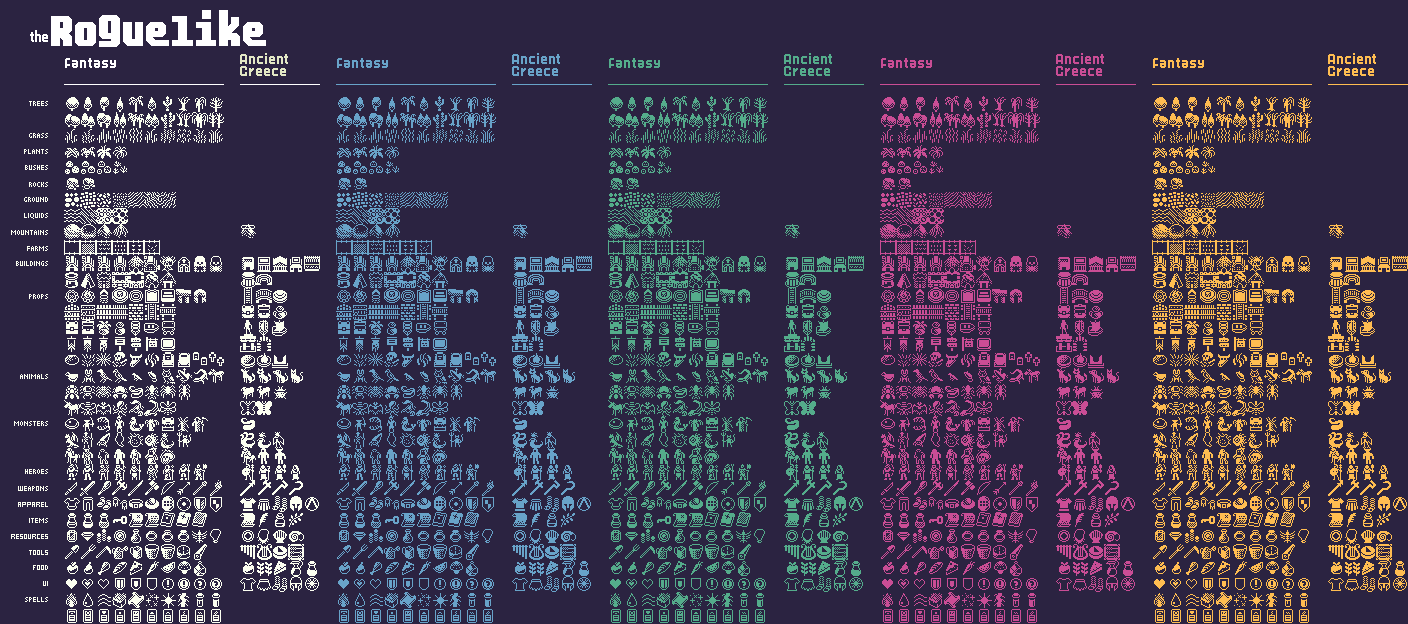 the Roguelike
Fantasy Ancient Greece Fantasy Ancient Greece Fantasy Ancient Greece Fantasy Ancient Greece Fantasy Ancient Greece
TREES
GRASS
PLANTS
BUSHES
ROCKS
GROUND
LIQUIDS
MOUNTAINS
FARMS
BUILDINGS
PROPS
ANIMALS
MONSTERS
HEROES
WEAPONS
APPAREL
ITEMS
RESOURCES
TOOLS
FOOD
UI
SPELLS